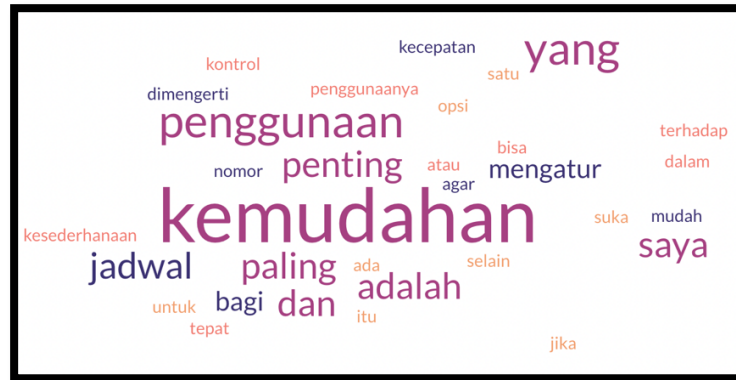 kecepatan yang
kontrol satu
dimengerti penggunaanya opsi
penggunaan terhadap
bisa
nomor penting atau mengatur dalam
agar
kemudahan suka mudah
kesederhanaan saya
jadwal paling ada selain
adalah
untuk bagi dan itu
tepat
jika